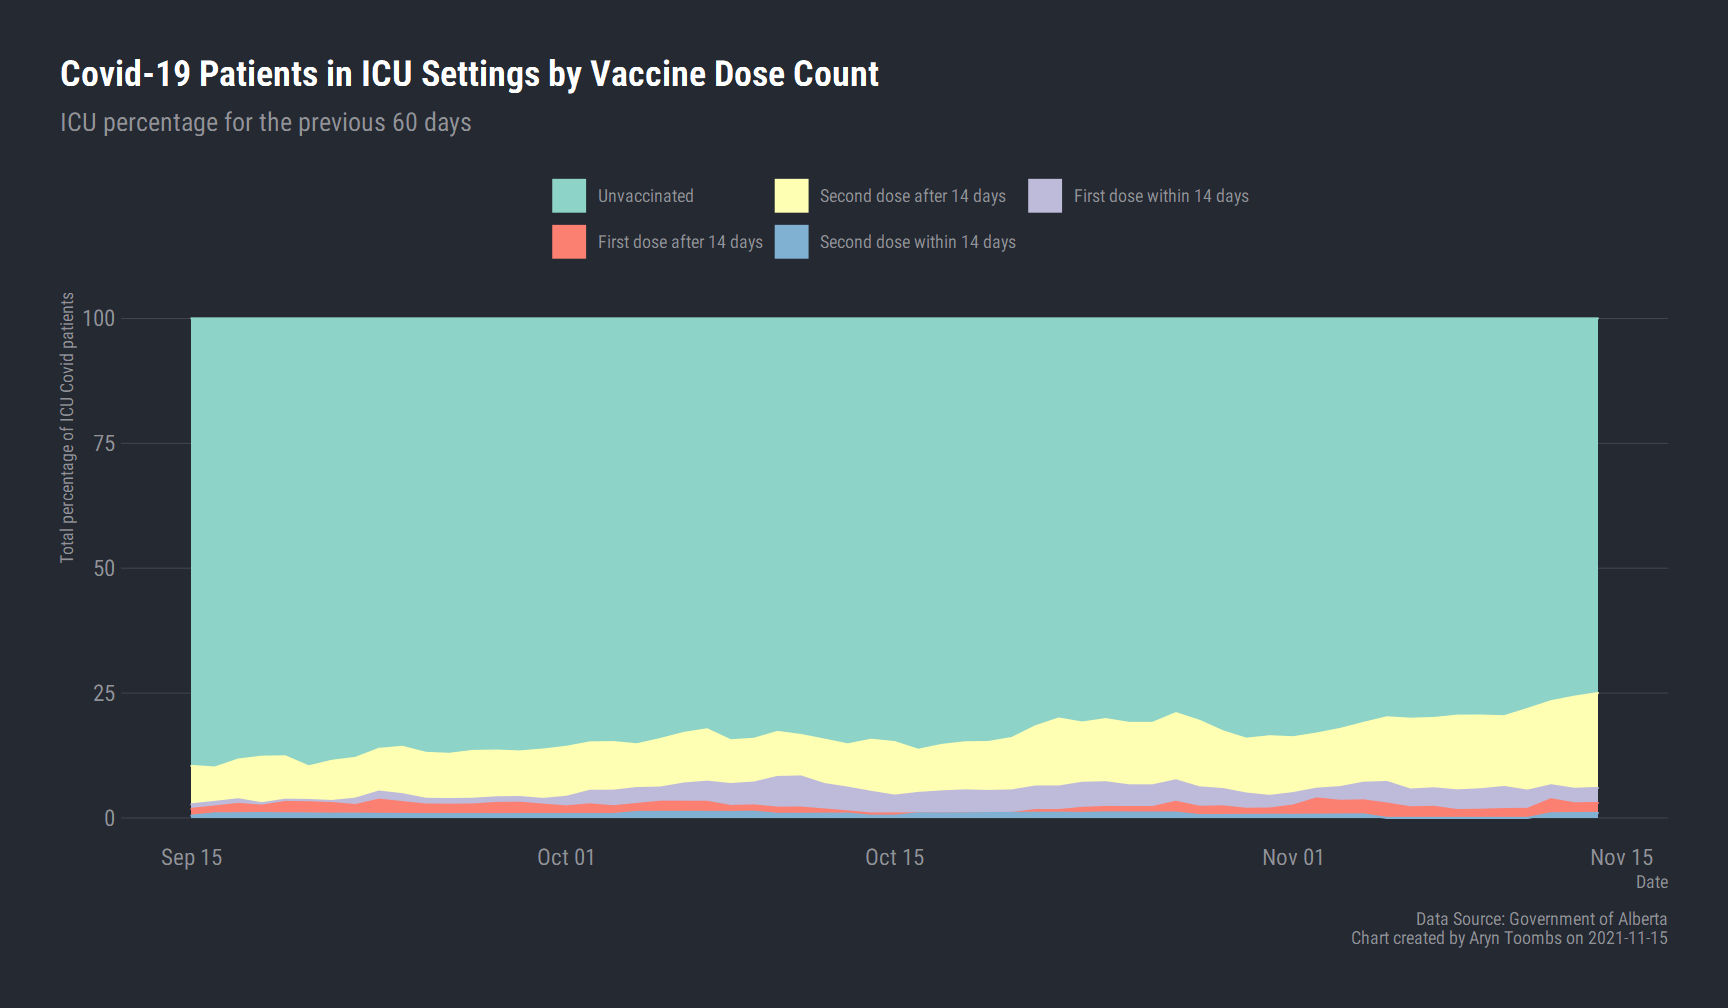 Covid-19 Patients in ICU Settings by Vaccine Dose Count
ICU percentage for the previous 60 days
Unvaccinated
Second dose after 14 days
First dose within 14 days
First dose after 14 days
Second dose within 14 days
Total percentage of ICU Covid patients
100
75
50
25
0
Sep 15
Oct 01
Oct 15
Nov 01
Nov 15
Date
Data Source: Government of Alberta
Chart created by Aryn Toombs on 2021-11-15